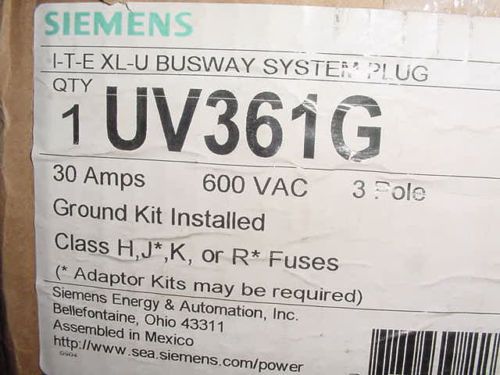 SIEMENS
I-T-E XL-U BUSWAY SYSTEM PLUG
QTY
1 UV361G
30 Amps 600 VAC 3 Pole
Ground Kit Installed
Class H,J*,K, or R* Fuses
(* Adaptor Kits may be required)
Siemens Energy & Automation, Inc.
Bellefontaine, Ohio 43311
Assembled in Mexico
http://www.sea.siemens.com/power